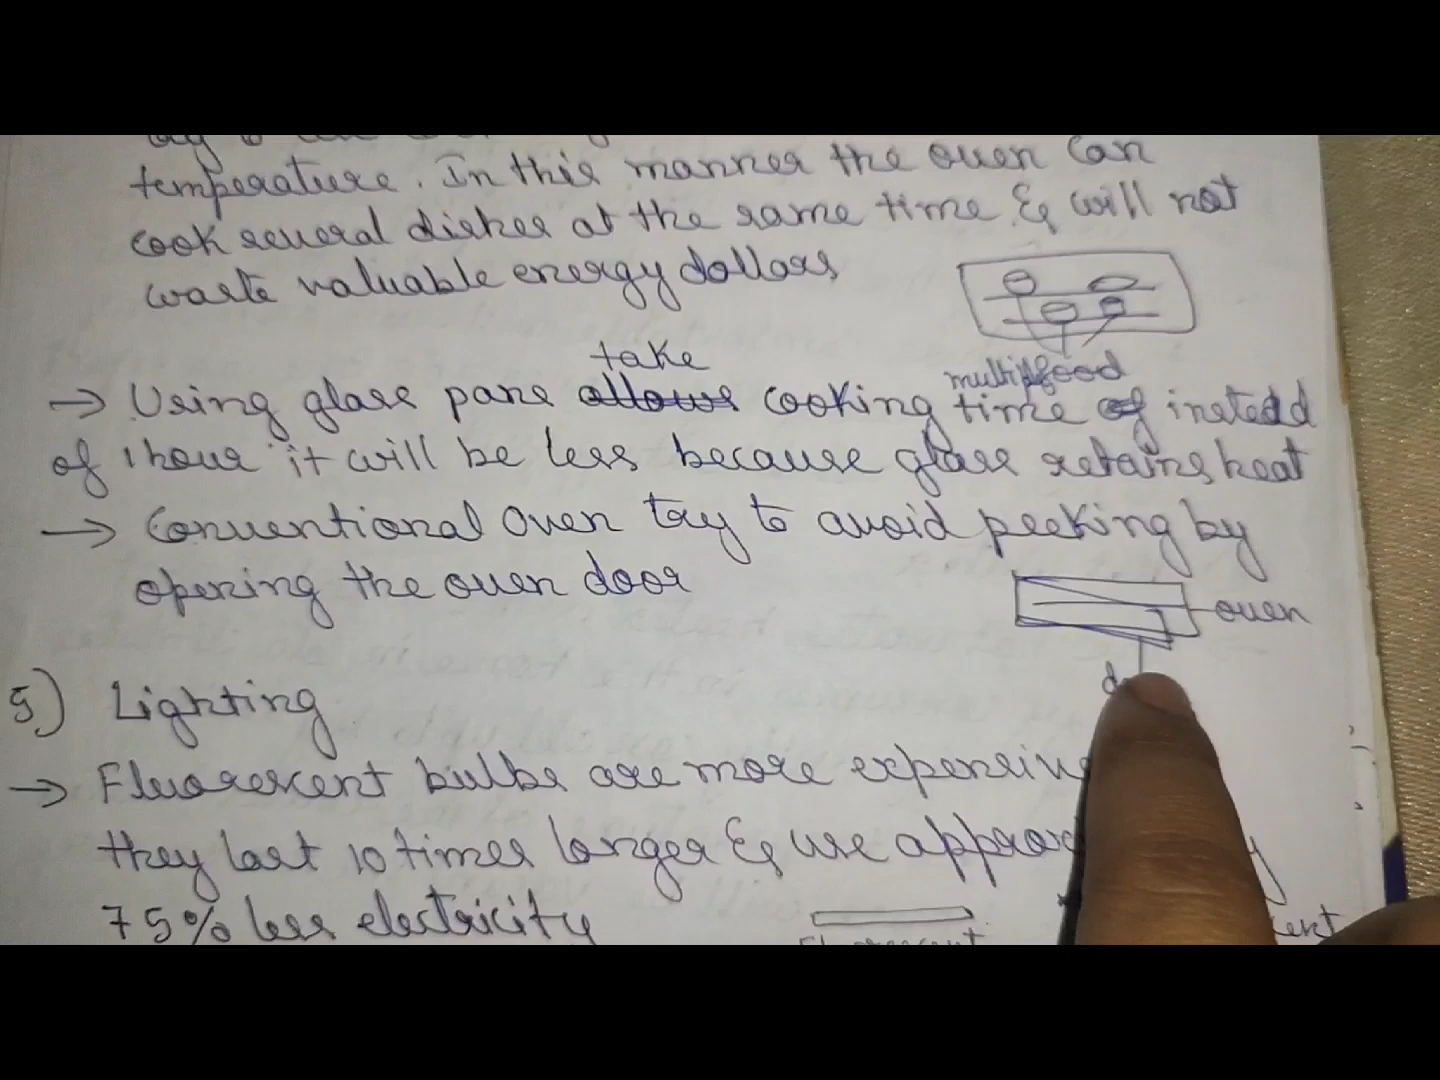 temperature. In this manner the oven can
cook several dishes at the same time & will not
waste valuable energy dollars
take
multi food
→ Using glass pane allows cooking time of instead
of 1 hour it will be less because glass retains heat
→ Conventional Oven try to avoid peeking by
opening the oven door
oven
5) Lighting
→ Fluorescent bulbs are more
they last 10 times longer & use
75% less electricity